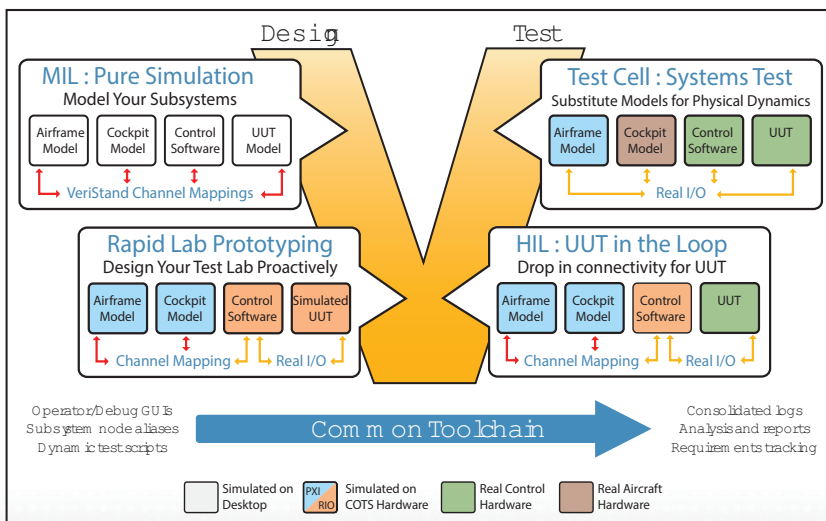 Design
Test
MIL : Pure Simulation
Model Your Subsystems
Airframe
Model
Cockpit
Model
Control
Software
UUT
Model
VeriStand Channel Mappings
Test Cell : Systems Test
Substitute Models for Physical Dynamics
Airframe
Model
Cockpit
Model
Control
Software
UUT
Real I/O
Rapid Lab Prototyping
Design Your Test Lab Proactively
Airframe
Model
Cockpit
Model
Control
Software
Simulated
UUT
Channel Mapping
Real I/O
HIL : UUT in the Loop
Drop in connectivity for UUT
Airframe
Model
Cockpit
Model
Control
Software
UUT
Channel Mapping
Real I/O
Operator/Debug GUIs
Subsystem node aliases
Dynamic test scripts
Common Toolchain
Consolidated logs
Analysis and reports
Requirements tracking
Simulated on
Desktop
PXI
RIO
Simulated on
COTS Hardware
Real Control
Hardware
Real Aircraft
Hardware